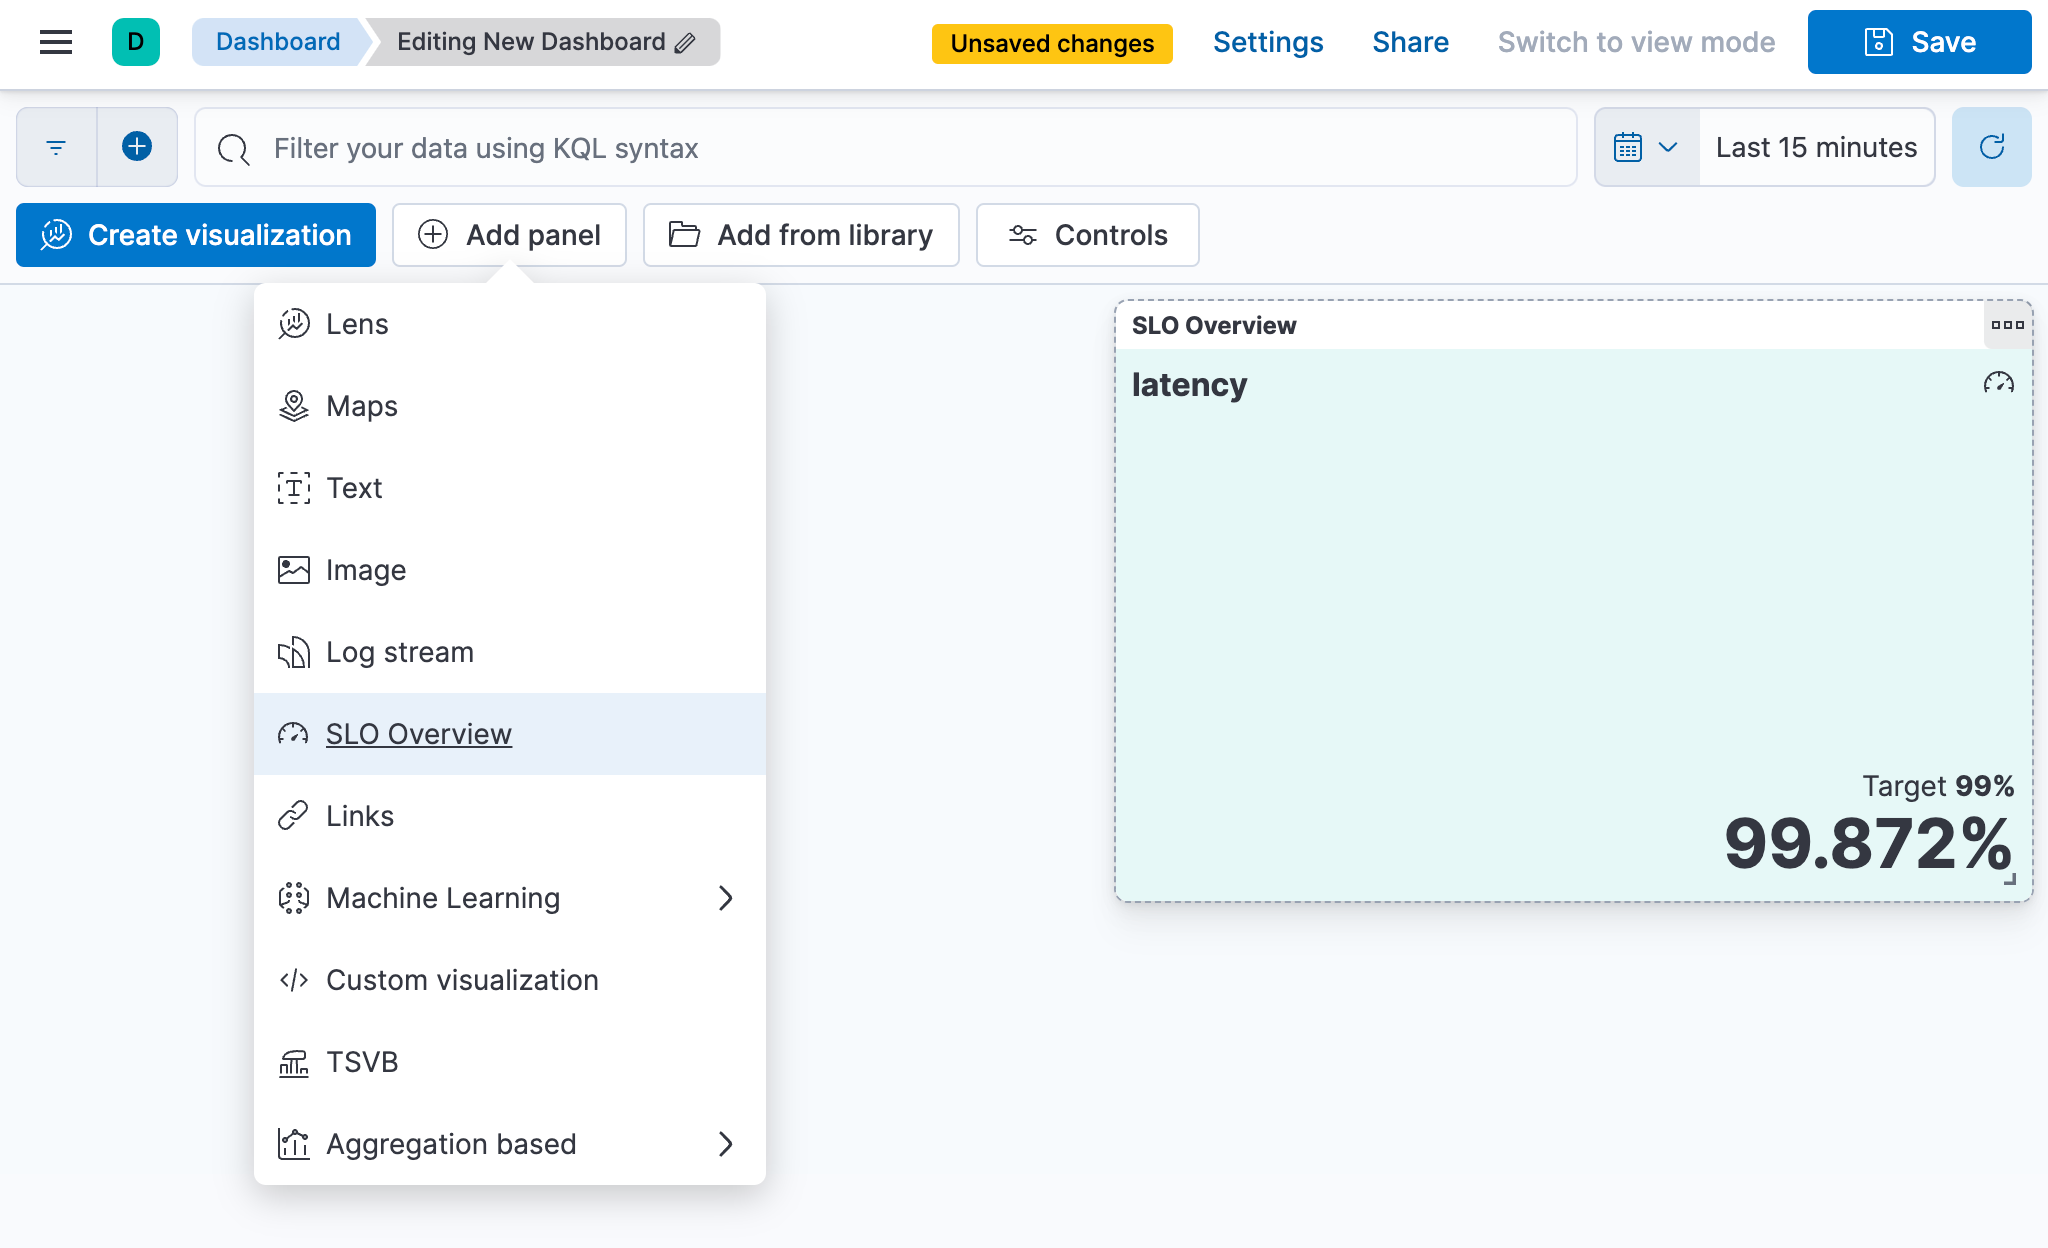 D
Dashboard
Editing New Dashboard
Unsaved changes
Settings
Share
Switch to view mode
Save
Filter your data using KQL syntax
Last 15 minutes
Create visualization
Add panel
Add from library
Controls
Lens
Maps
Text
Image
Log stream
SLO Overview
Links
Machine Learning
Custom visualization
TSVB
Aggregation based
SLO Overview
latency
Target 99%
99.872%